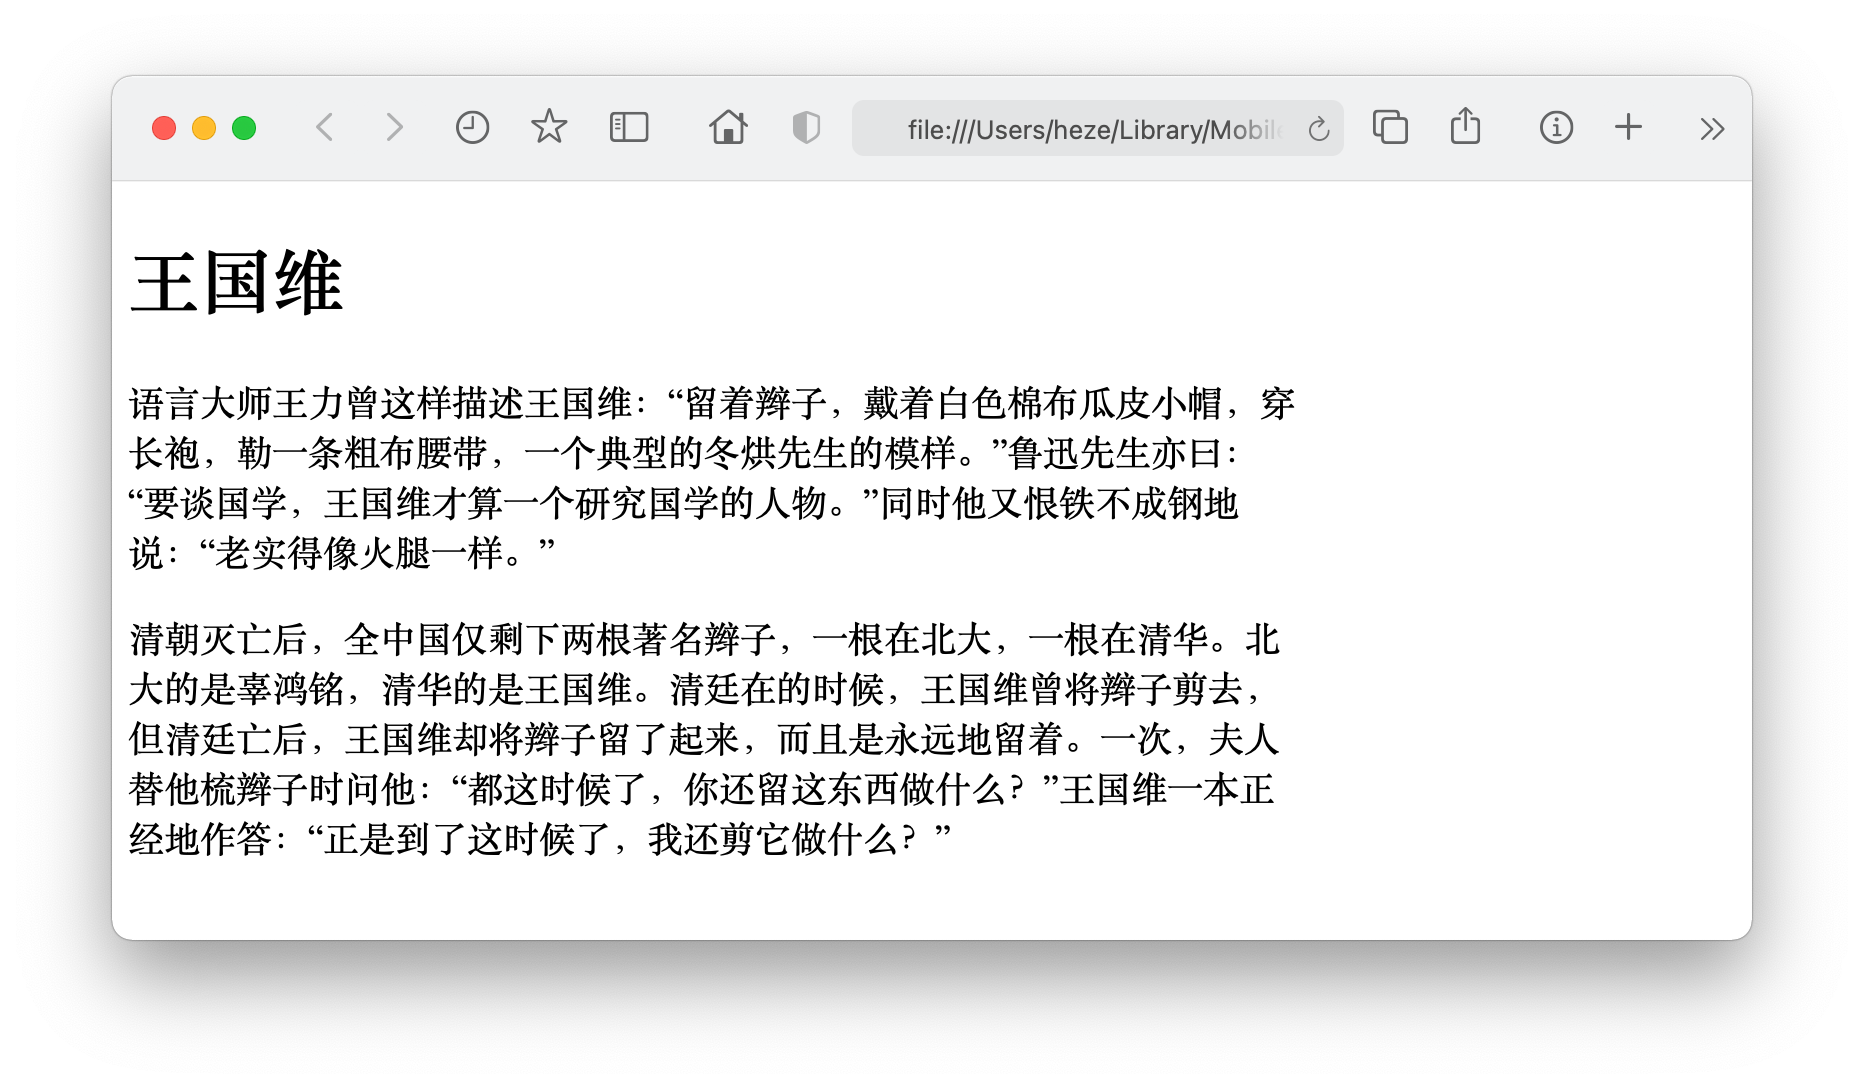 file:///Users/heze/Library/Mobile
王国维
语言大师王力曾这样描述王国维：“留着辫子，戴着白色棉布瓜皮小帽，穿
长袍，勒一条粗布腰带，一个典型的冬烘先生的模样。”鲁迅先生亦曰：
“要谈国学，王国维才算一个研究国学的人物。”同时他又恨铁不成钢地
说：“老实得像火腿一样。”
清朝灭亡后，全中国仅剩下两根著名辫子，一根在北大，一根在清华。北
大的是辜鸿铭，清华的是王国维。清廷在的时候，王国维曾将辫子剪去，
但清廷亡后，王国维却将辫子留了起来，而且是永远地留着。一次，夫人
替他梳辫子时问他：“都这时候了，你还留这东西做什么？”王国维一本正
经地作答：“正是到了这时候了，我还剪它做什么？”